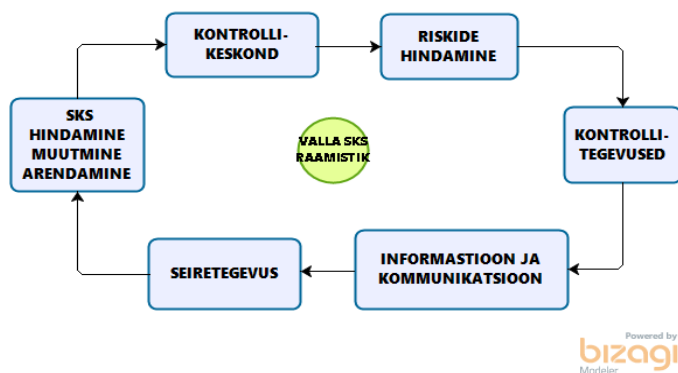 KONTROLLI-
KESKOND
RISKIDE
HINDAMINE
SKS
HINDAMINE
MUUTMINE
ARENDAMINE
VALLA SKS
RAAMISTIK
KONTROLLI-
TEGEVUSED
SEIRETEGEVUS
INFORMASTIOON JA
KOMMUNIKATSIOON
Powered by
bizagi
Modeler